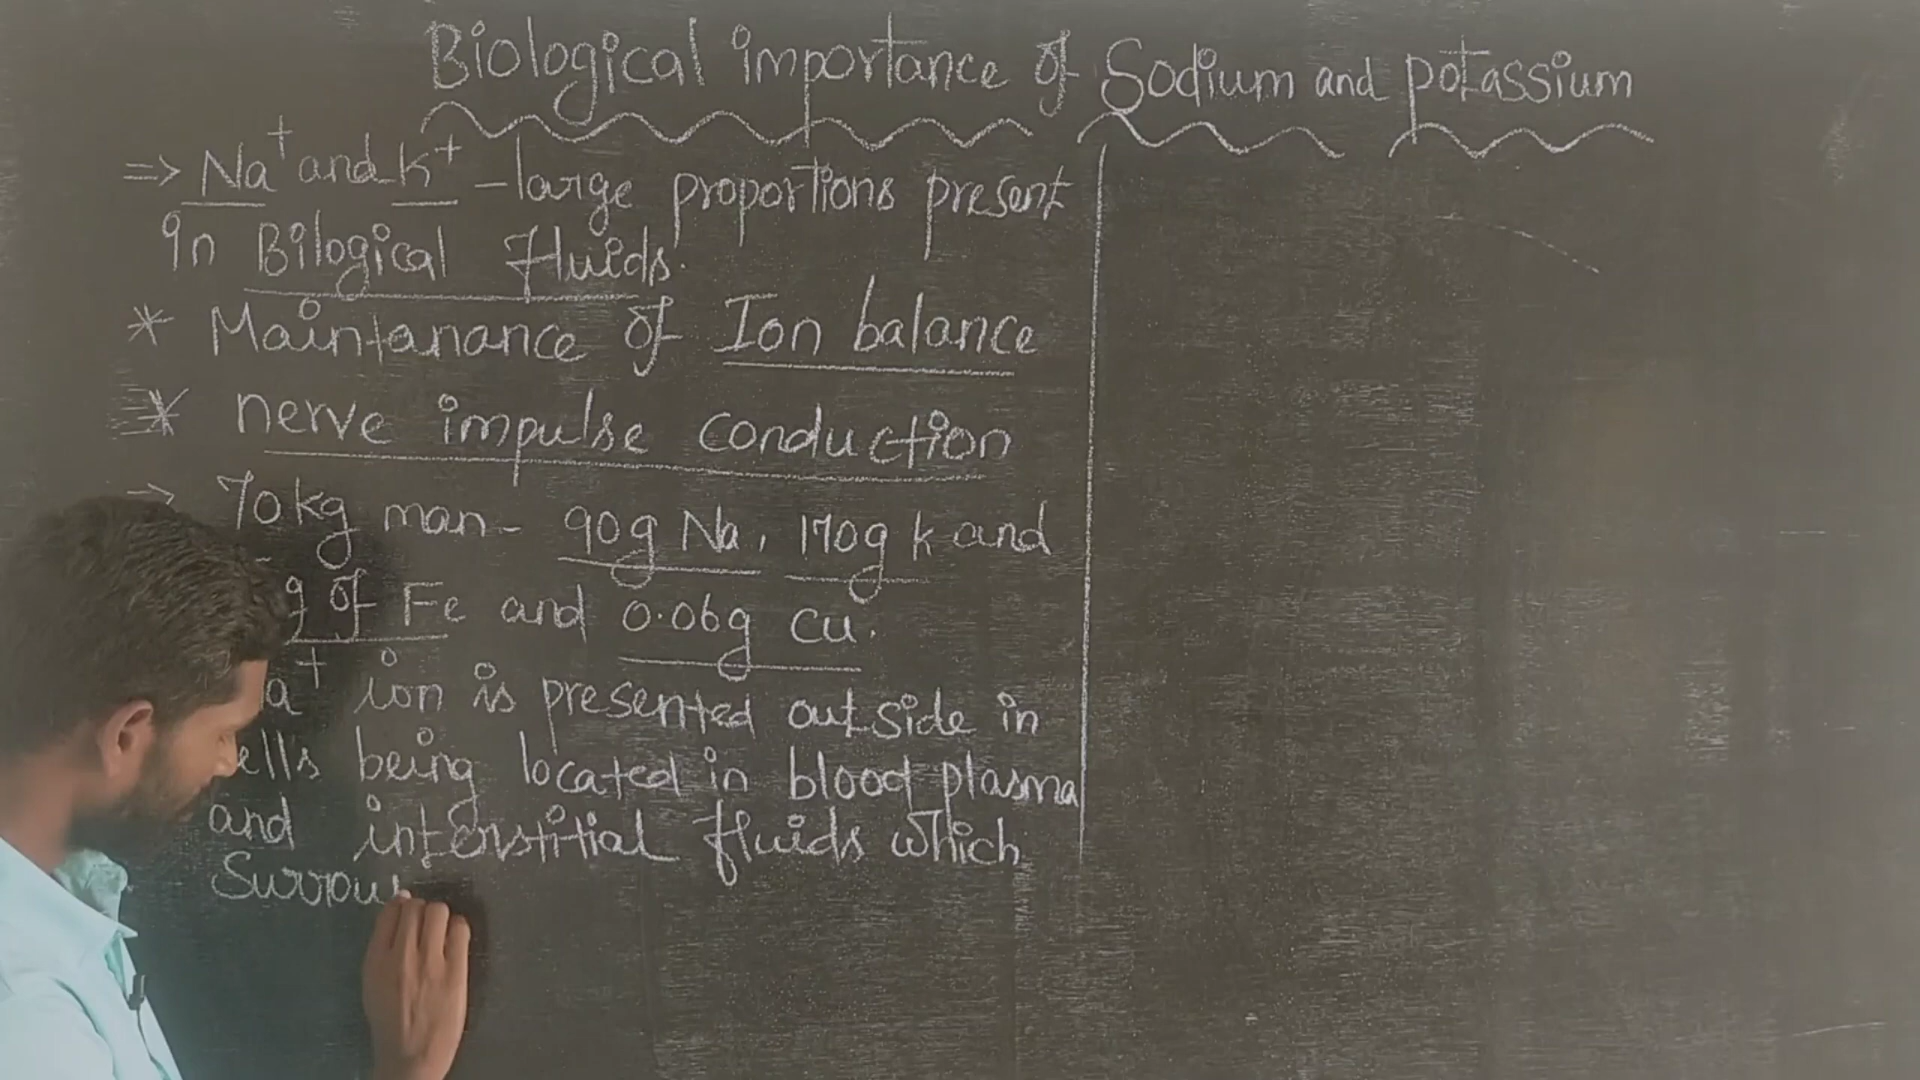 Biological importance of Sodium and potassium
=> Na⁺ and K⁺ - large proportions present
in Bilogical fluids.
* Maintanance of Ion balance
* nerve impulse conduction
→ 70kg man - 90g Na, 170g K and
g of Fe and 0.06g Cu.
a⁺ ion is presented outside in
ells being located in blood plasma
and interstitial fluids which
Surrou